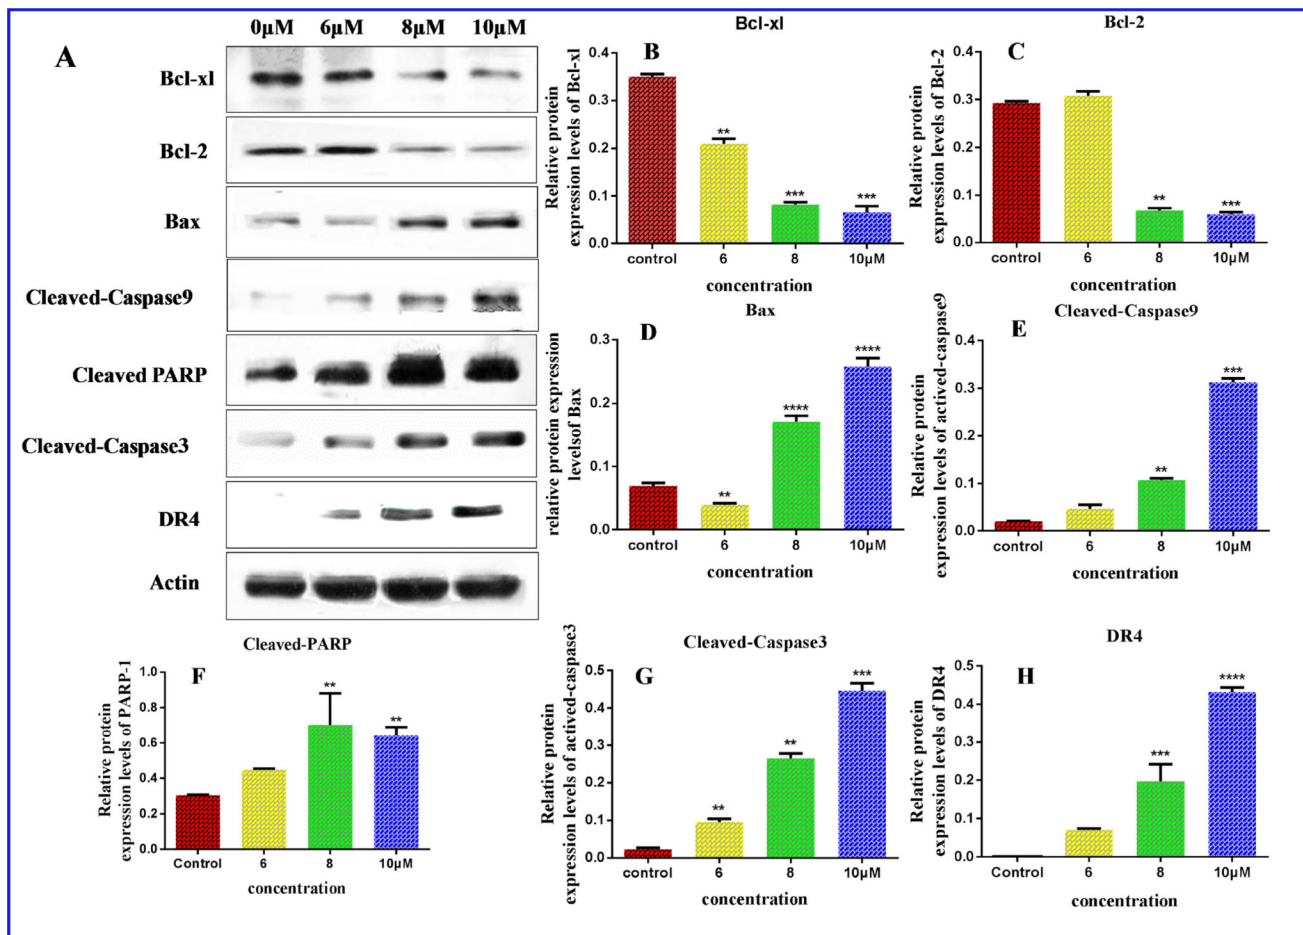 A
0µM 6µM 8µM 10µM
Bcl-xl
Bcl-2
Bax
Cleaved-Caspase9
Cleaved PARP
Cleaved-Caspase3
DR4
Actin
Bcl-xl
B
Relative protein
expression levels of Bcl-xl
0.4
0.3
0.2
0.1
0.0
**
***
***
control 6 8 10µM
concentration
Bcl-2
C
Relative protein
expression levels of Bcl-2
0.4
0.3
0.2
0.1
0.0
**
***
control 6 8 10µM
concentration
Bax
D
relative protein expression
levelsof Bax
0.3
0.2
0.1
0.0
**
****
****
control 6 8 10µM
concentration
Cleaved-Caspase9
E
Relative protein
expression levels of actived-caspase9
0.4
0.3
0.2
0.1
0.0
**
***
control 6 8 10µM
concentration
Cleaved-PARP
F
Relative protein
expression levels of PARP-1
1.0
0.8
0.6
0.4
0.2
0.0
**
**
Control 6 8 10µM
concentration
Cleaved-Caspase3
G
Relative protein
expression levels of actived-caspase3
0.5
0.4
0.3
0.2
0.1
0.0
**
**
***
control 6 8 10µM
concentration
DR4
H
Relative protein
expression levels of DR4
0.5
0.4
0.3
0.2
0.1
0.0
***
****
control 6 8 10µM
concentration